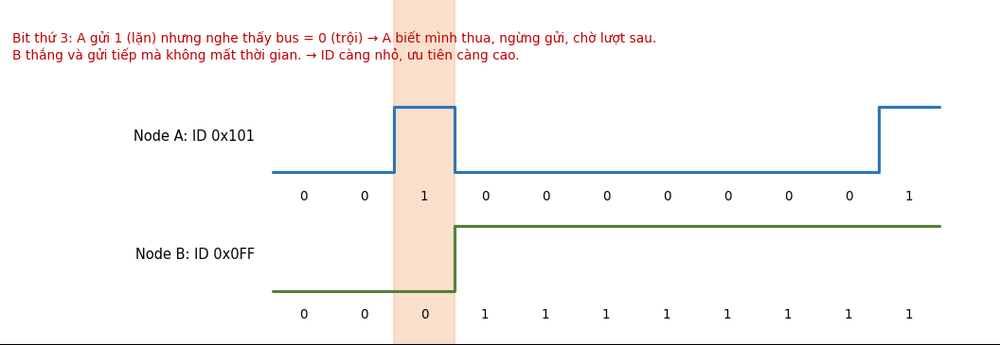 Bit thứ 3: A gửi 1 (lặn) nhưng nghe thấy bus = 0 (trội) → A biết mình thua, ngừng gửi, chờ lượt sau.
B thắng và gửi tiếp mà không mất thời gian. → ID càng nhỏ, ưu tiên càng cao.
Node A: ID 0x101
0 0 1 0 0 0 0 0 0 0 1
Node B: ID 0x0FF
0 0 0 1 1 1 1 1 1 1 1